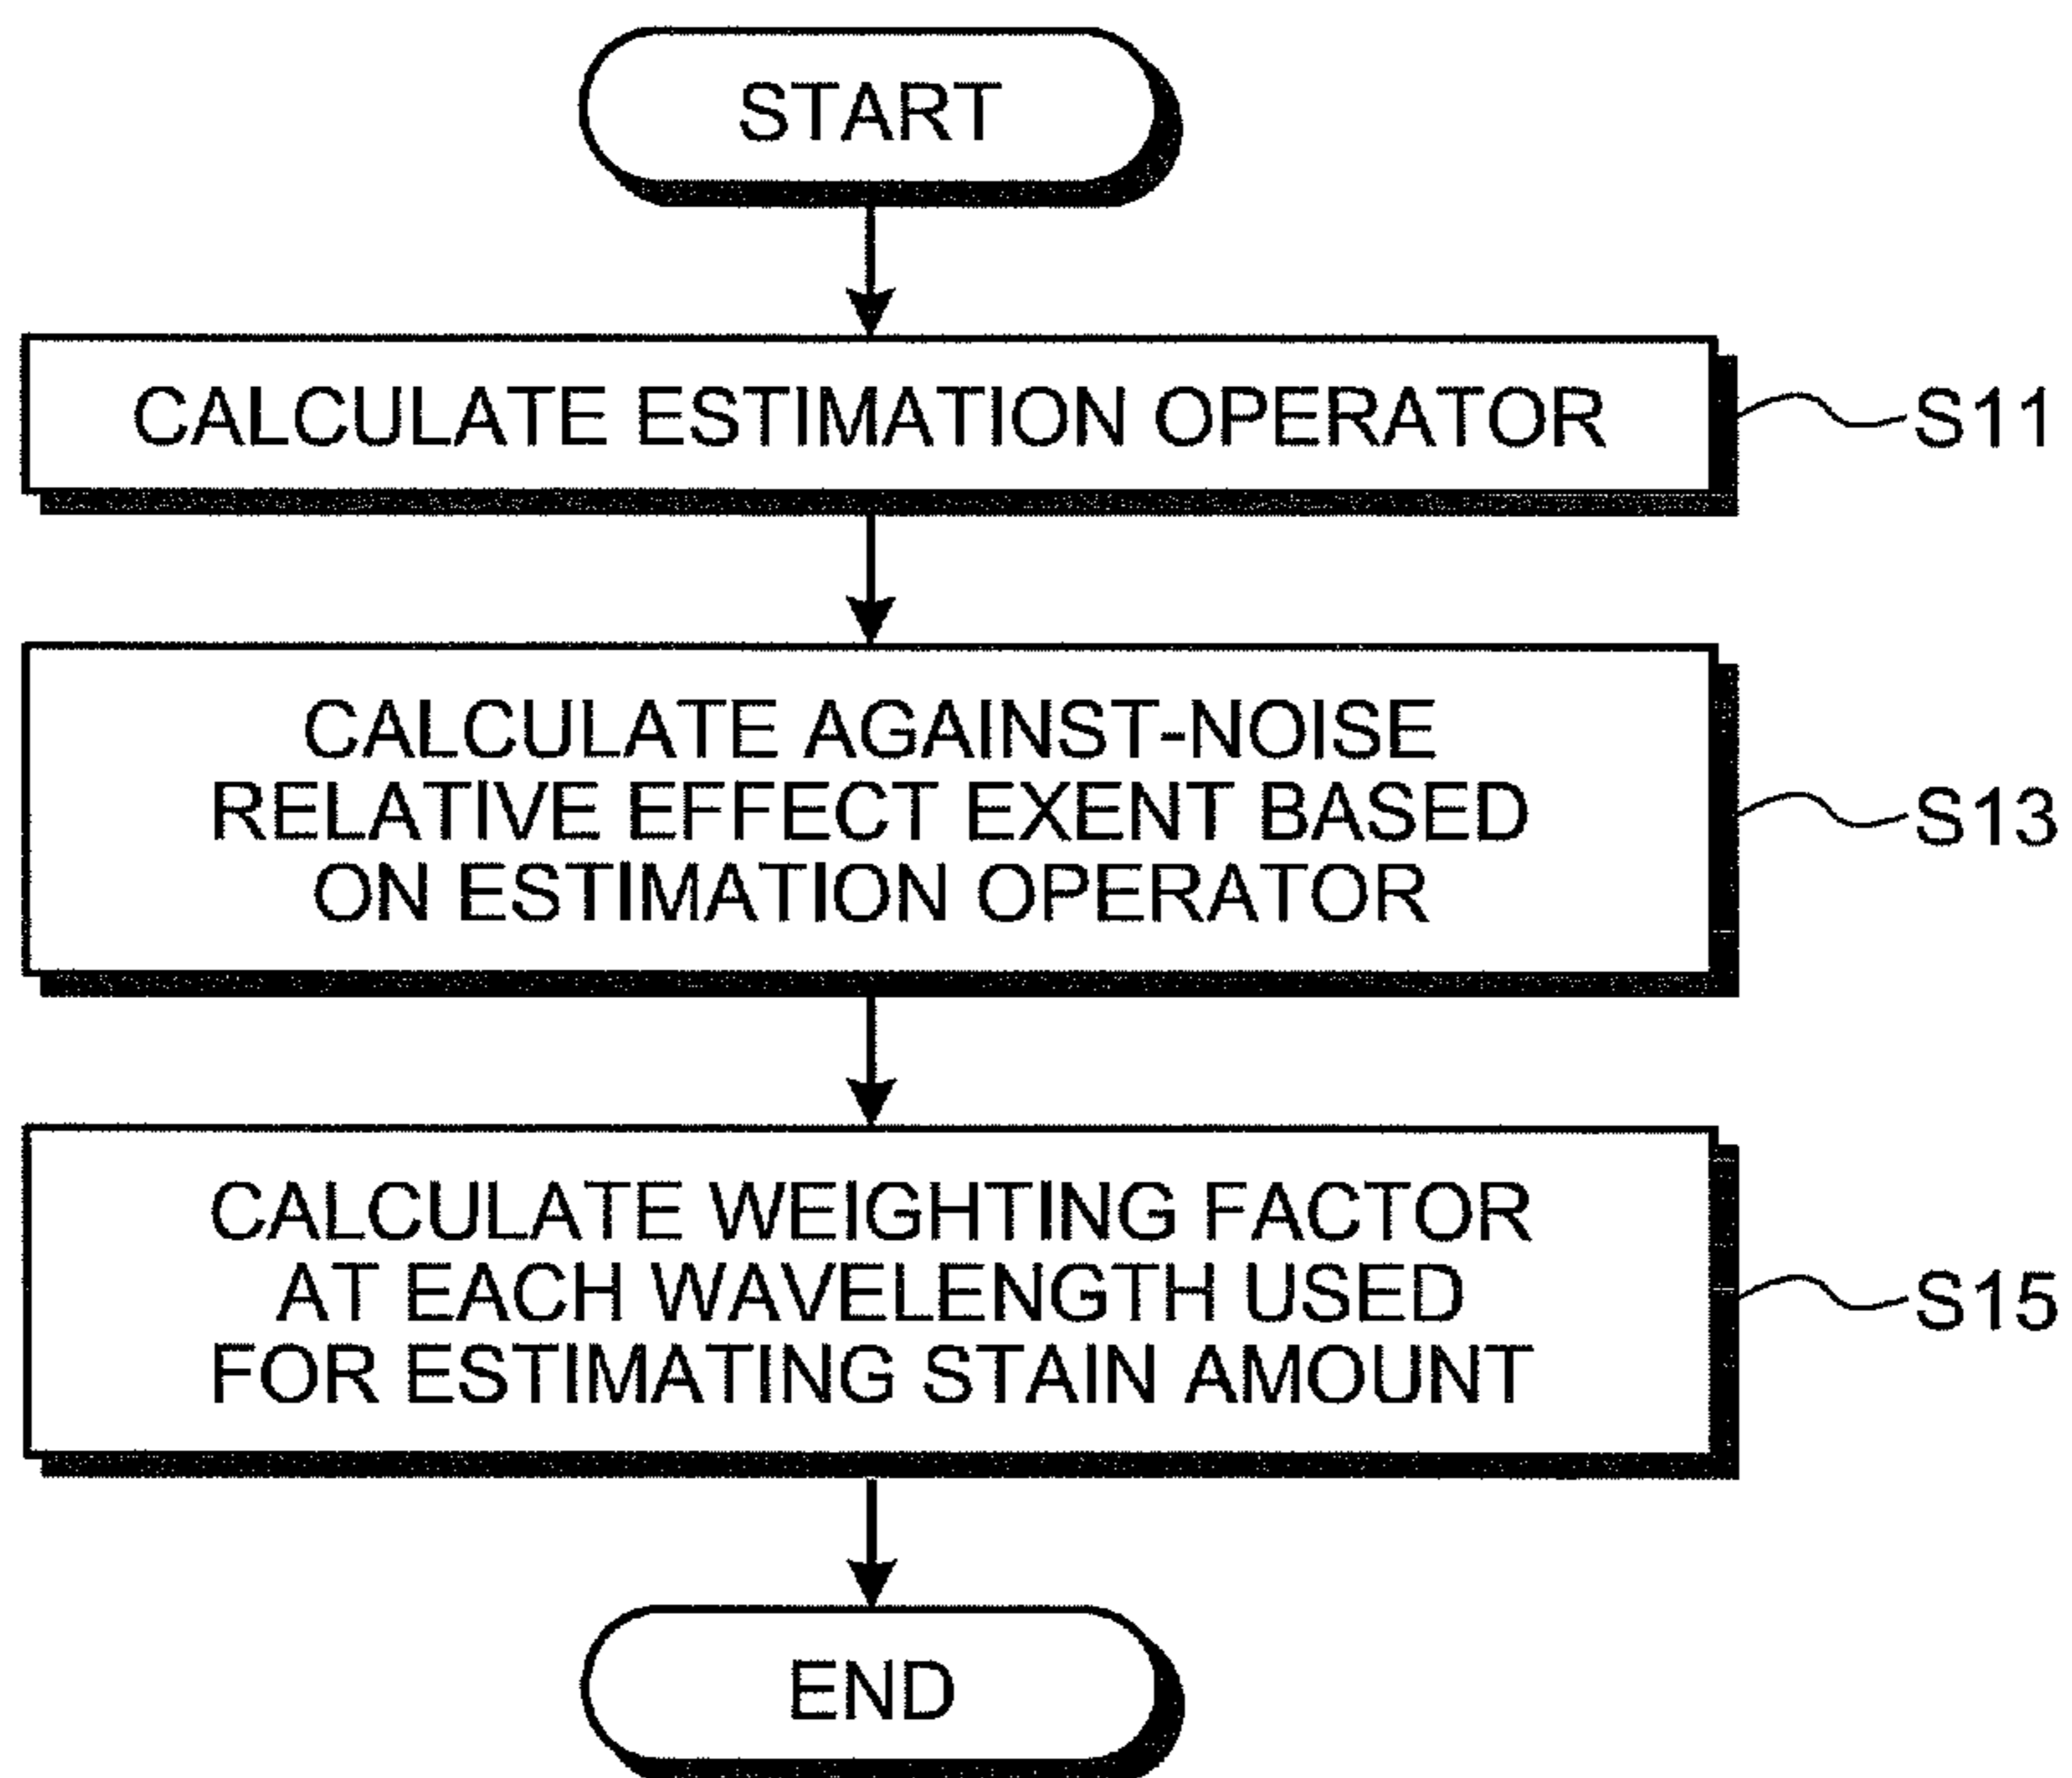 START
CALCULATE ESTIMATION OPERATOR
S11
CALCULATE AGAINST-NOISE
RELATIVE EFFECT EXENT BASED
ON ESTIMATION OPERATOR
S13
CALCULATE WEIGHTING FACTOR
AT EACH WAVELENGTH USED
FOR ESTIMATING STAIN AMOUNT
S15
END